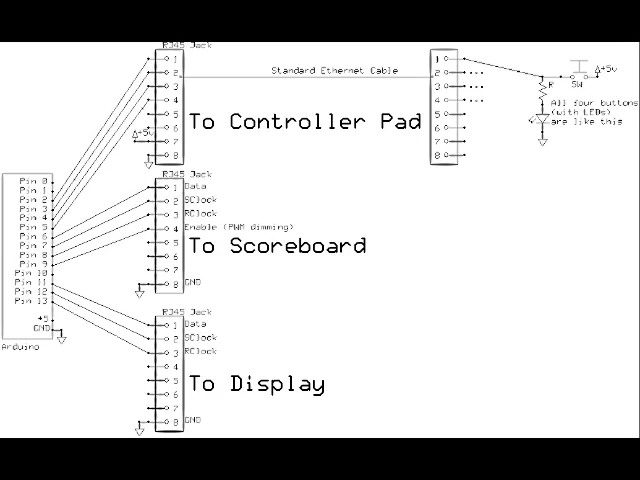 RJ45 Jack
1
2
3
4
5
6
7
8
△+5v
To Controller Pad
Standard Ethernet Cable
1
2
3
4
5
6
7
8
...
...
...
△+5v
SW
R
All four buttons
(with LEDs)
are like this
Pin 0
Pin 1
Pin 2
Pin 3
Pin 4
Pin 5
Pin 6
Pin 7
Pin 8
Pin 9
Pin 10
Pin 11
Pin 12
Pin 13
+5
GND
Arduino
RJ45 Jack
1 Data
2 SClock
3 RClock
4 Enable (PWM dimming)
5
6
7
8 GND
To Scoreboard
RJ45 Jack
1 Data
2 SClock
3 RClock
4
5
6
7
8 GND
To Display